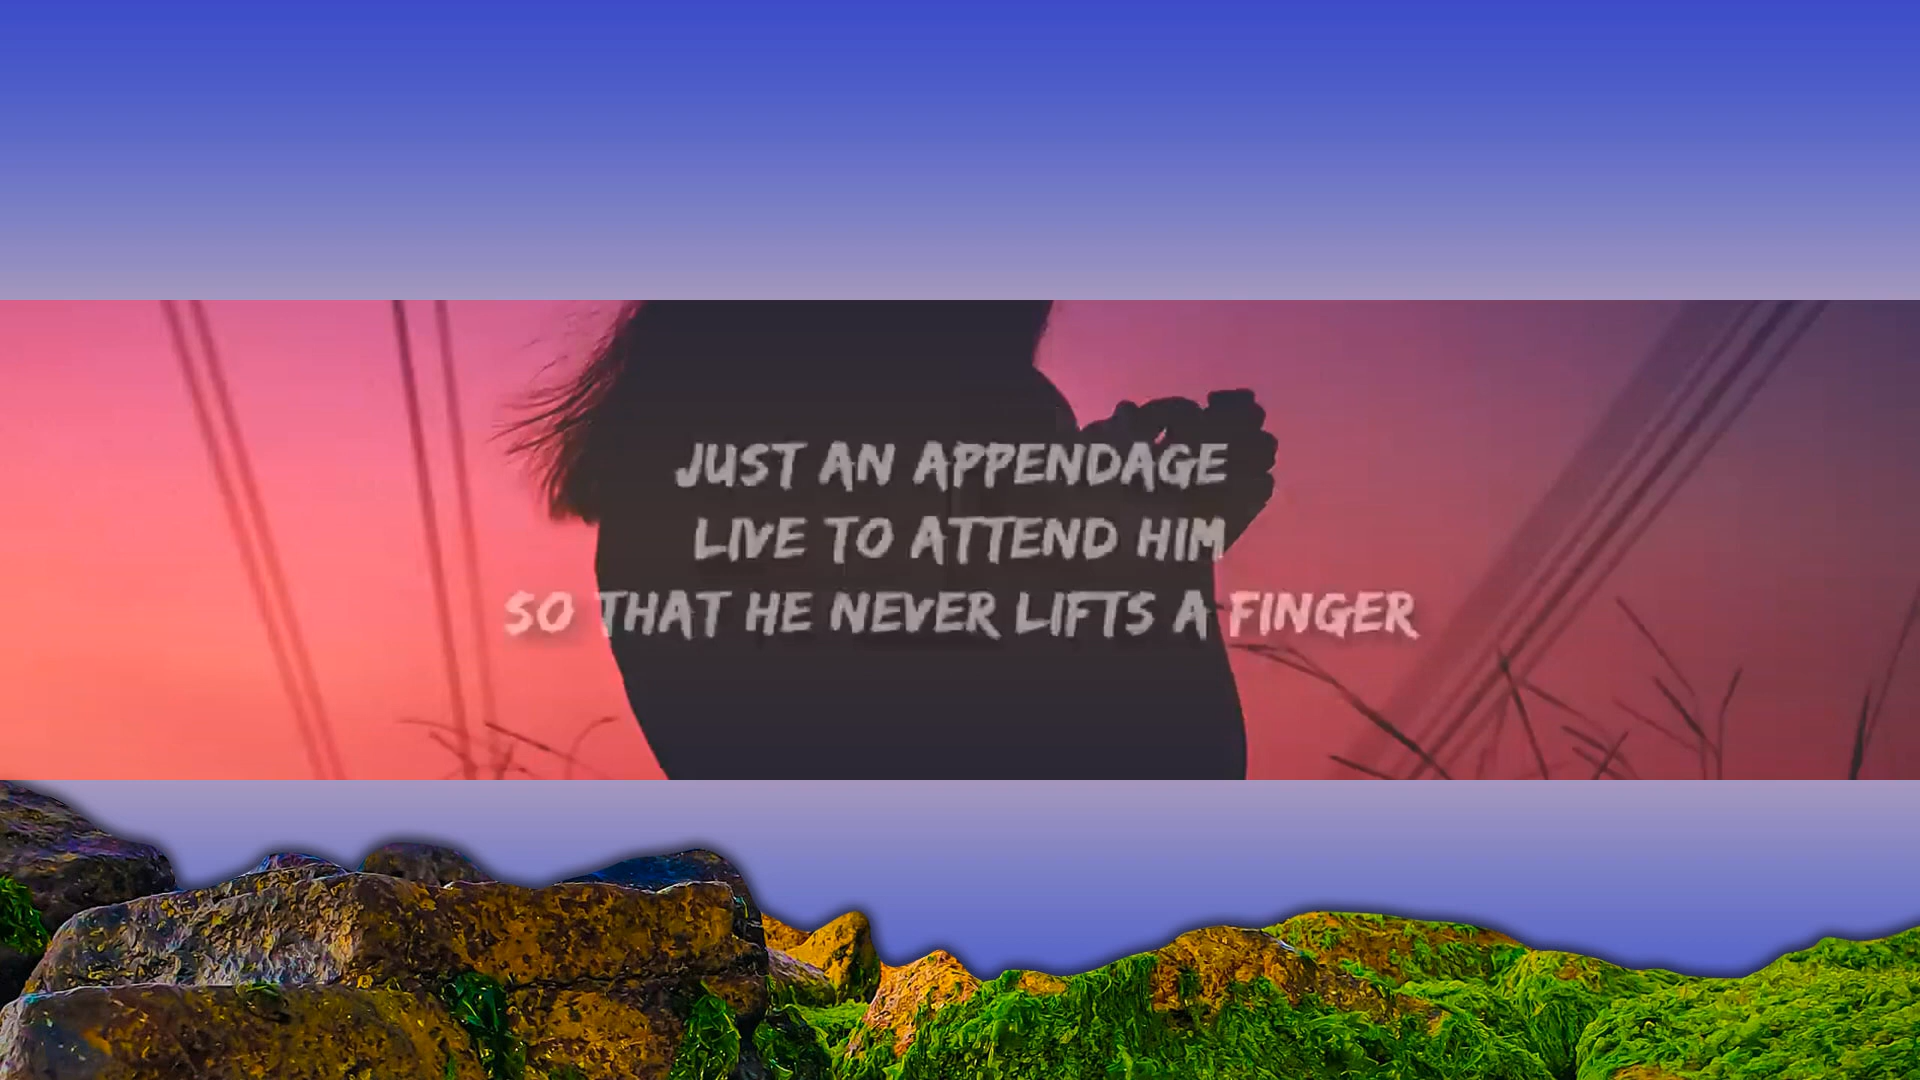 JUST AN APPENDAGE
LIVE TO ATTEND HIM
SO THAT HE NEVER LIFTS A FINGER